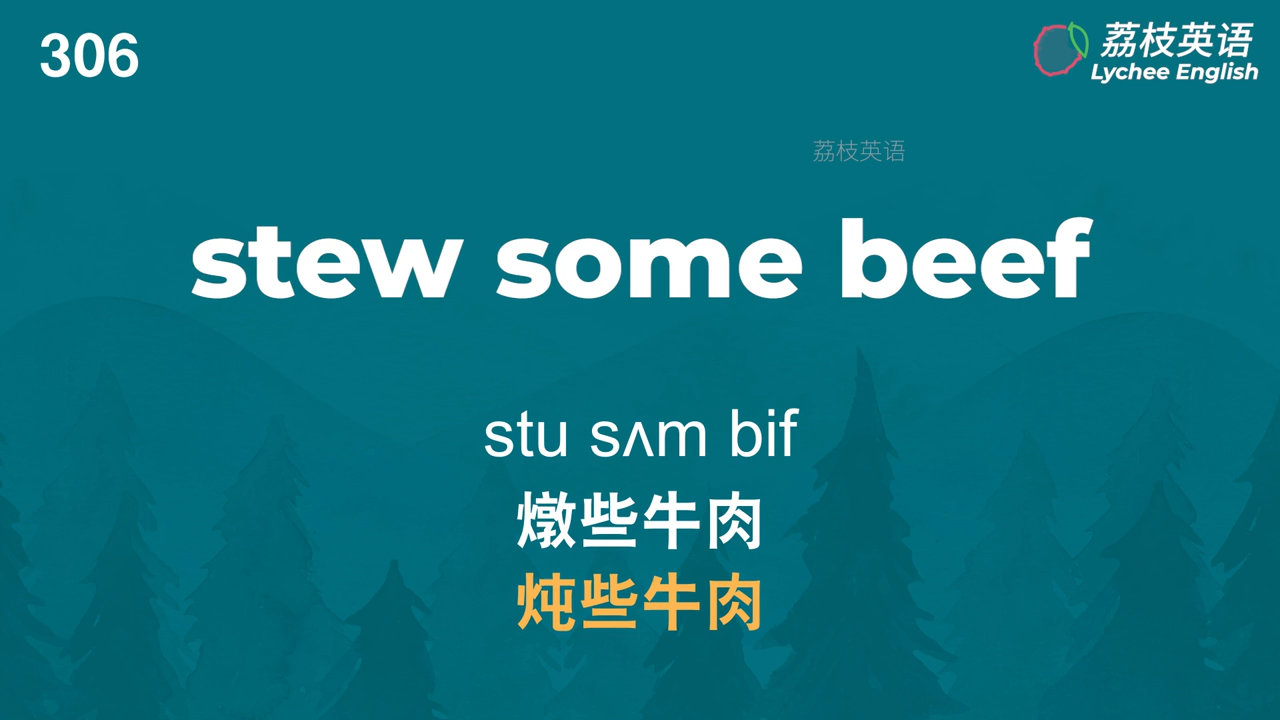 306
荔枝英语
Lychee English
荔枝英语
stew some beef
stu sʌm bif
燉些牛肉
炖些牛肉